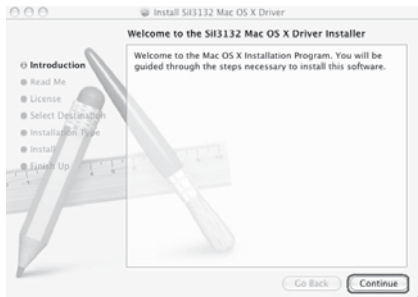 Install SiI3132 Mac OS X Driver
Welcome to the SiI3132 Mac OS X Driver Installer
Introduction
Read Me
License
Select Destination
Installation Type
Install
Finish Up
Welcome to the Mac OS X Installation Program. You will be
guided through the steps necessary to install this software.
Go Back
Continue